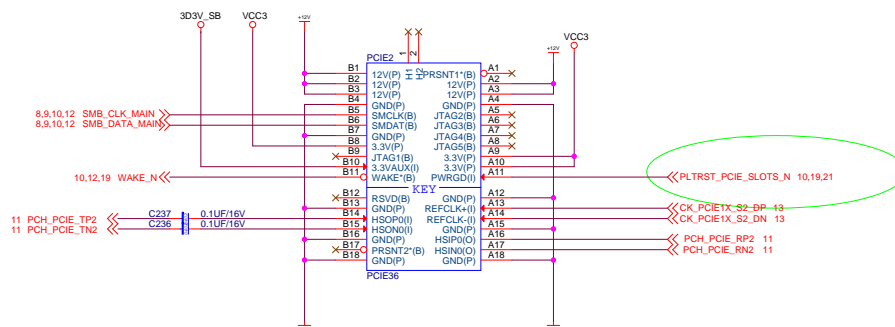 3D3V_SB
VCC3
+12V
+12V
VCC3
PCIE2
1
2
H1
H2
B1 12V(P) PRSNT1*(B) A1
B2 12V(P) 12V(P) A2
B3 12V(P) 12V(P) A3
B4 GND(P) GND(P) A4
8,9,10,12 SMB_CLK_MAIN B5 SMCLK(B) JTAG2(B) A5
8,9,10,12 SMB_DATA_MAIN B6 SMDAT(B) JTAG3(B) A6
B7 GND(P) JTAG4(B) A7
B8 3.3V(P) JTAG5(B) A8
B9 JTAG1(B) 3.3V(P) A9
B10 3.3VAUX(I) 3.3V(P) A10
10,12,19 WAKE_N B11 WAKE*(B) PWRGD(I) A11 PLTRST_PCIE_SLOTS_N 10,19,21
KEY
B12 RSVD(B) GND(P) A12
B13 GND(P) REFCLK+(I) A13 CK_PCIE1X_S2_DP 13
11 PCH_PCIE_TP2 C237 0.1UF/16V B14 HSOP0(I) REFCLK-(I) A14 CK_PCIE1X_S2_DN 13
11 PCH_PCIE_TN2 C236 0.1UF/16V B15 HSON0(I) GND(P) A15
B16 GND(P) HSIP0(O) A16 PCH_PCIE_RP2 11
B17 PRSNT2*(B) HSIN0(O) A17 PCH_PCIE_RN2 11
B18 GND(P) GND(P) A18
PCIE36